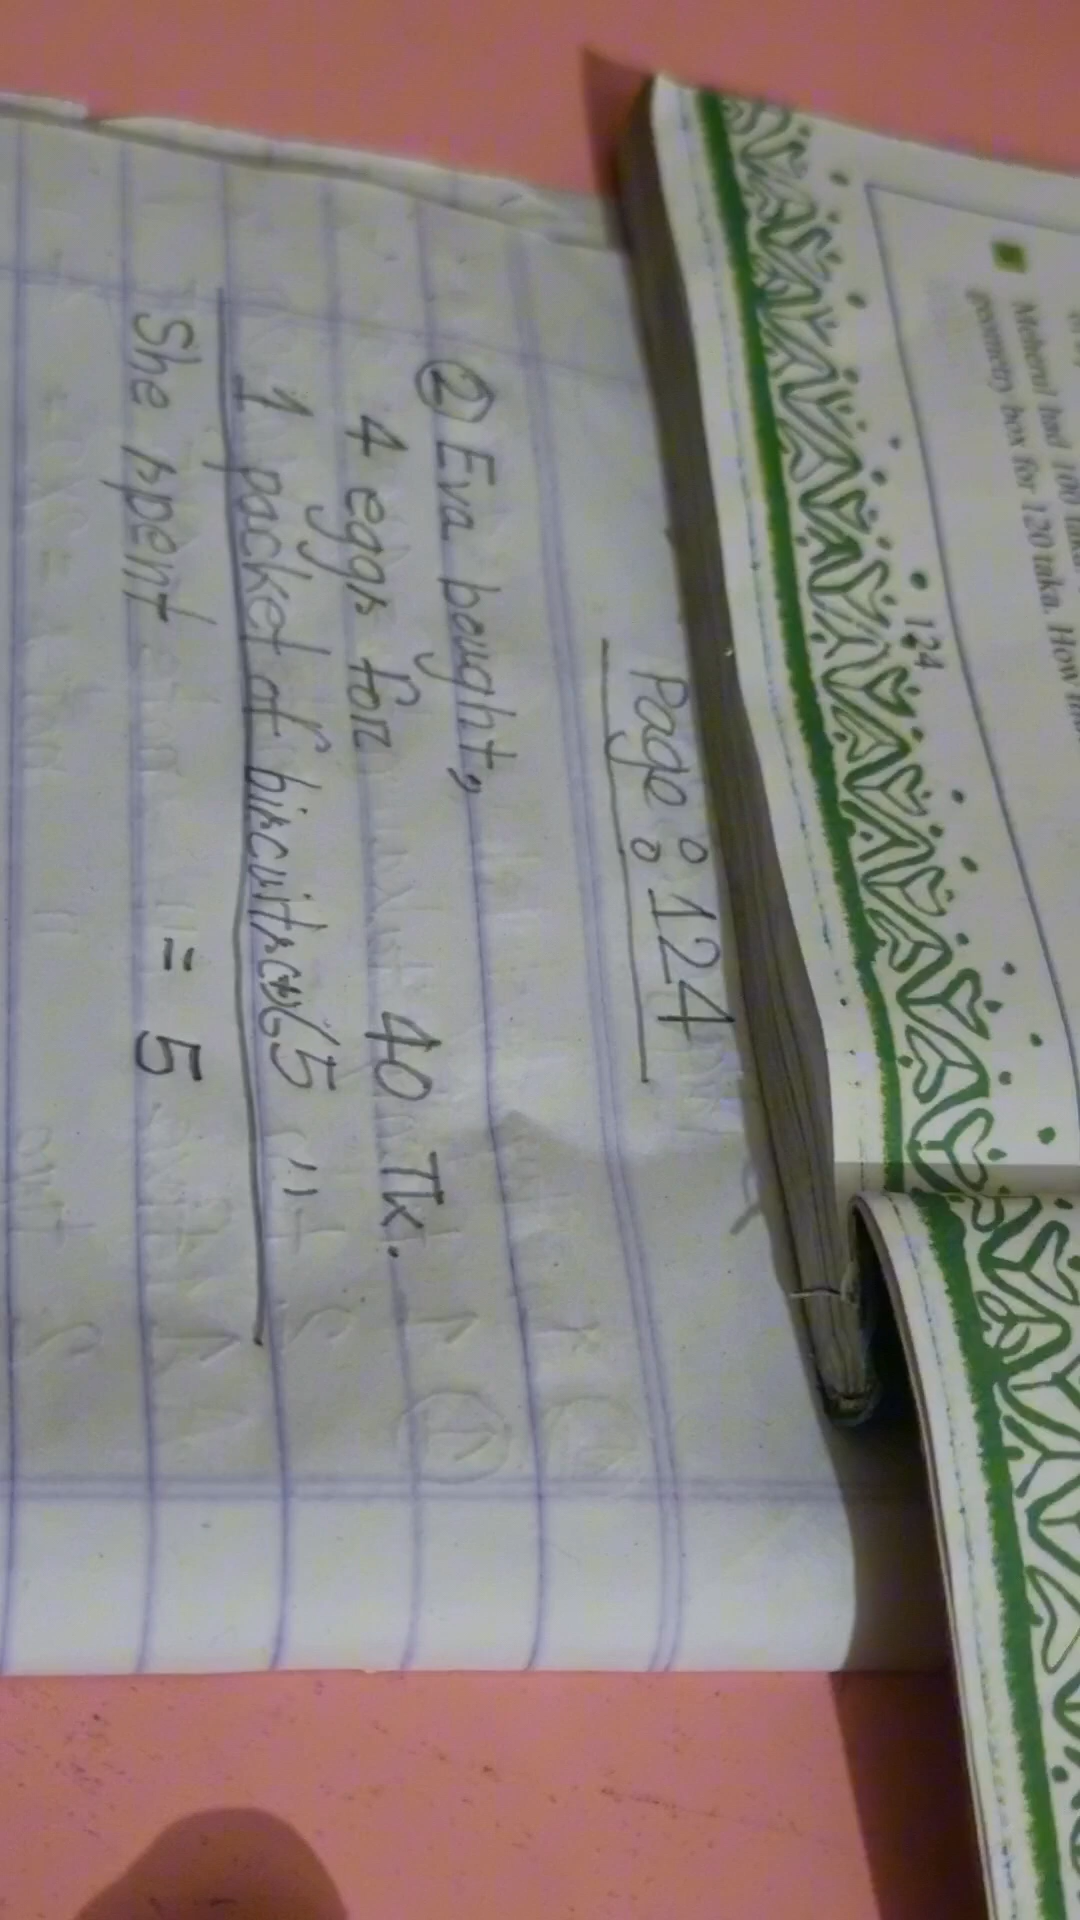 Page : 124
② Eva bought,
4 eggs for 40 Tk.
1 packet of biscuits 65 "
She spent = 5
Meherul had 100 taka.
geometry box for 120 taka. How
124